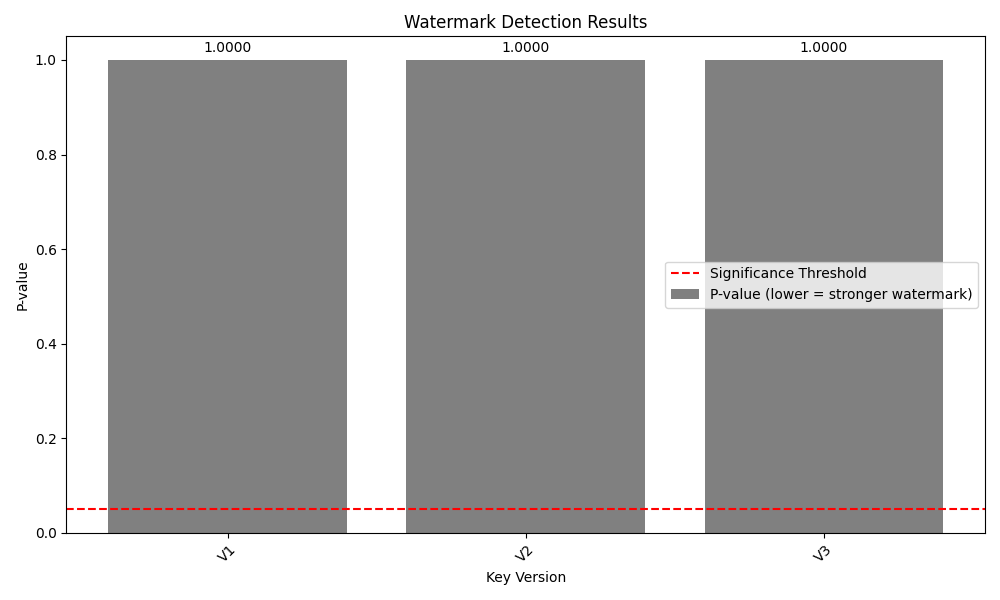 Watermark Detection Results
1.0000 1.0000 1.0000
1.0
0.8
0.6
0.4
0.2
0.0
P-value
Significance Threshold
P-value (lower = stronger watermark)
V1 V2 V3
Key Version